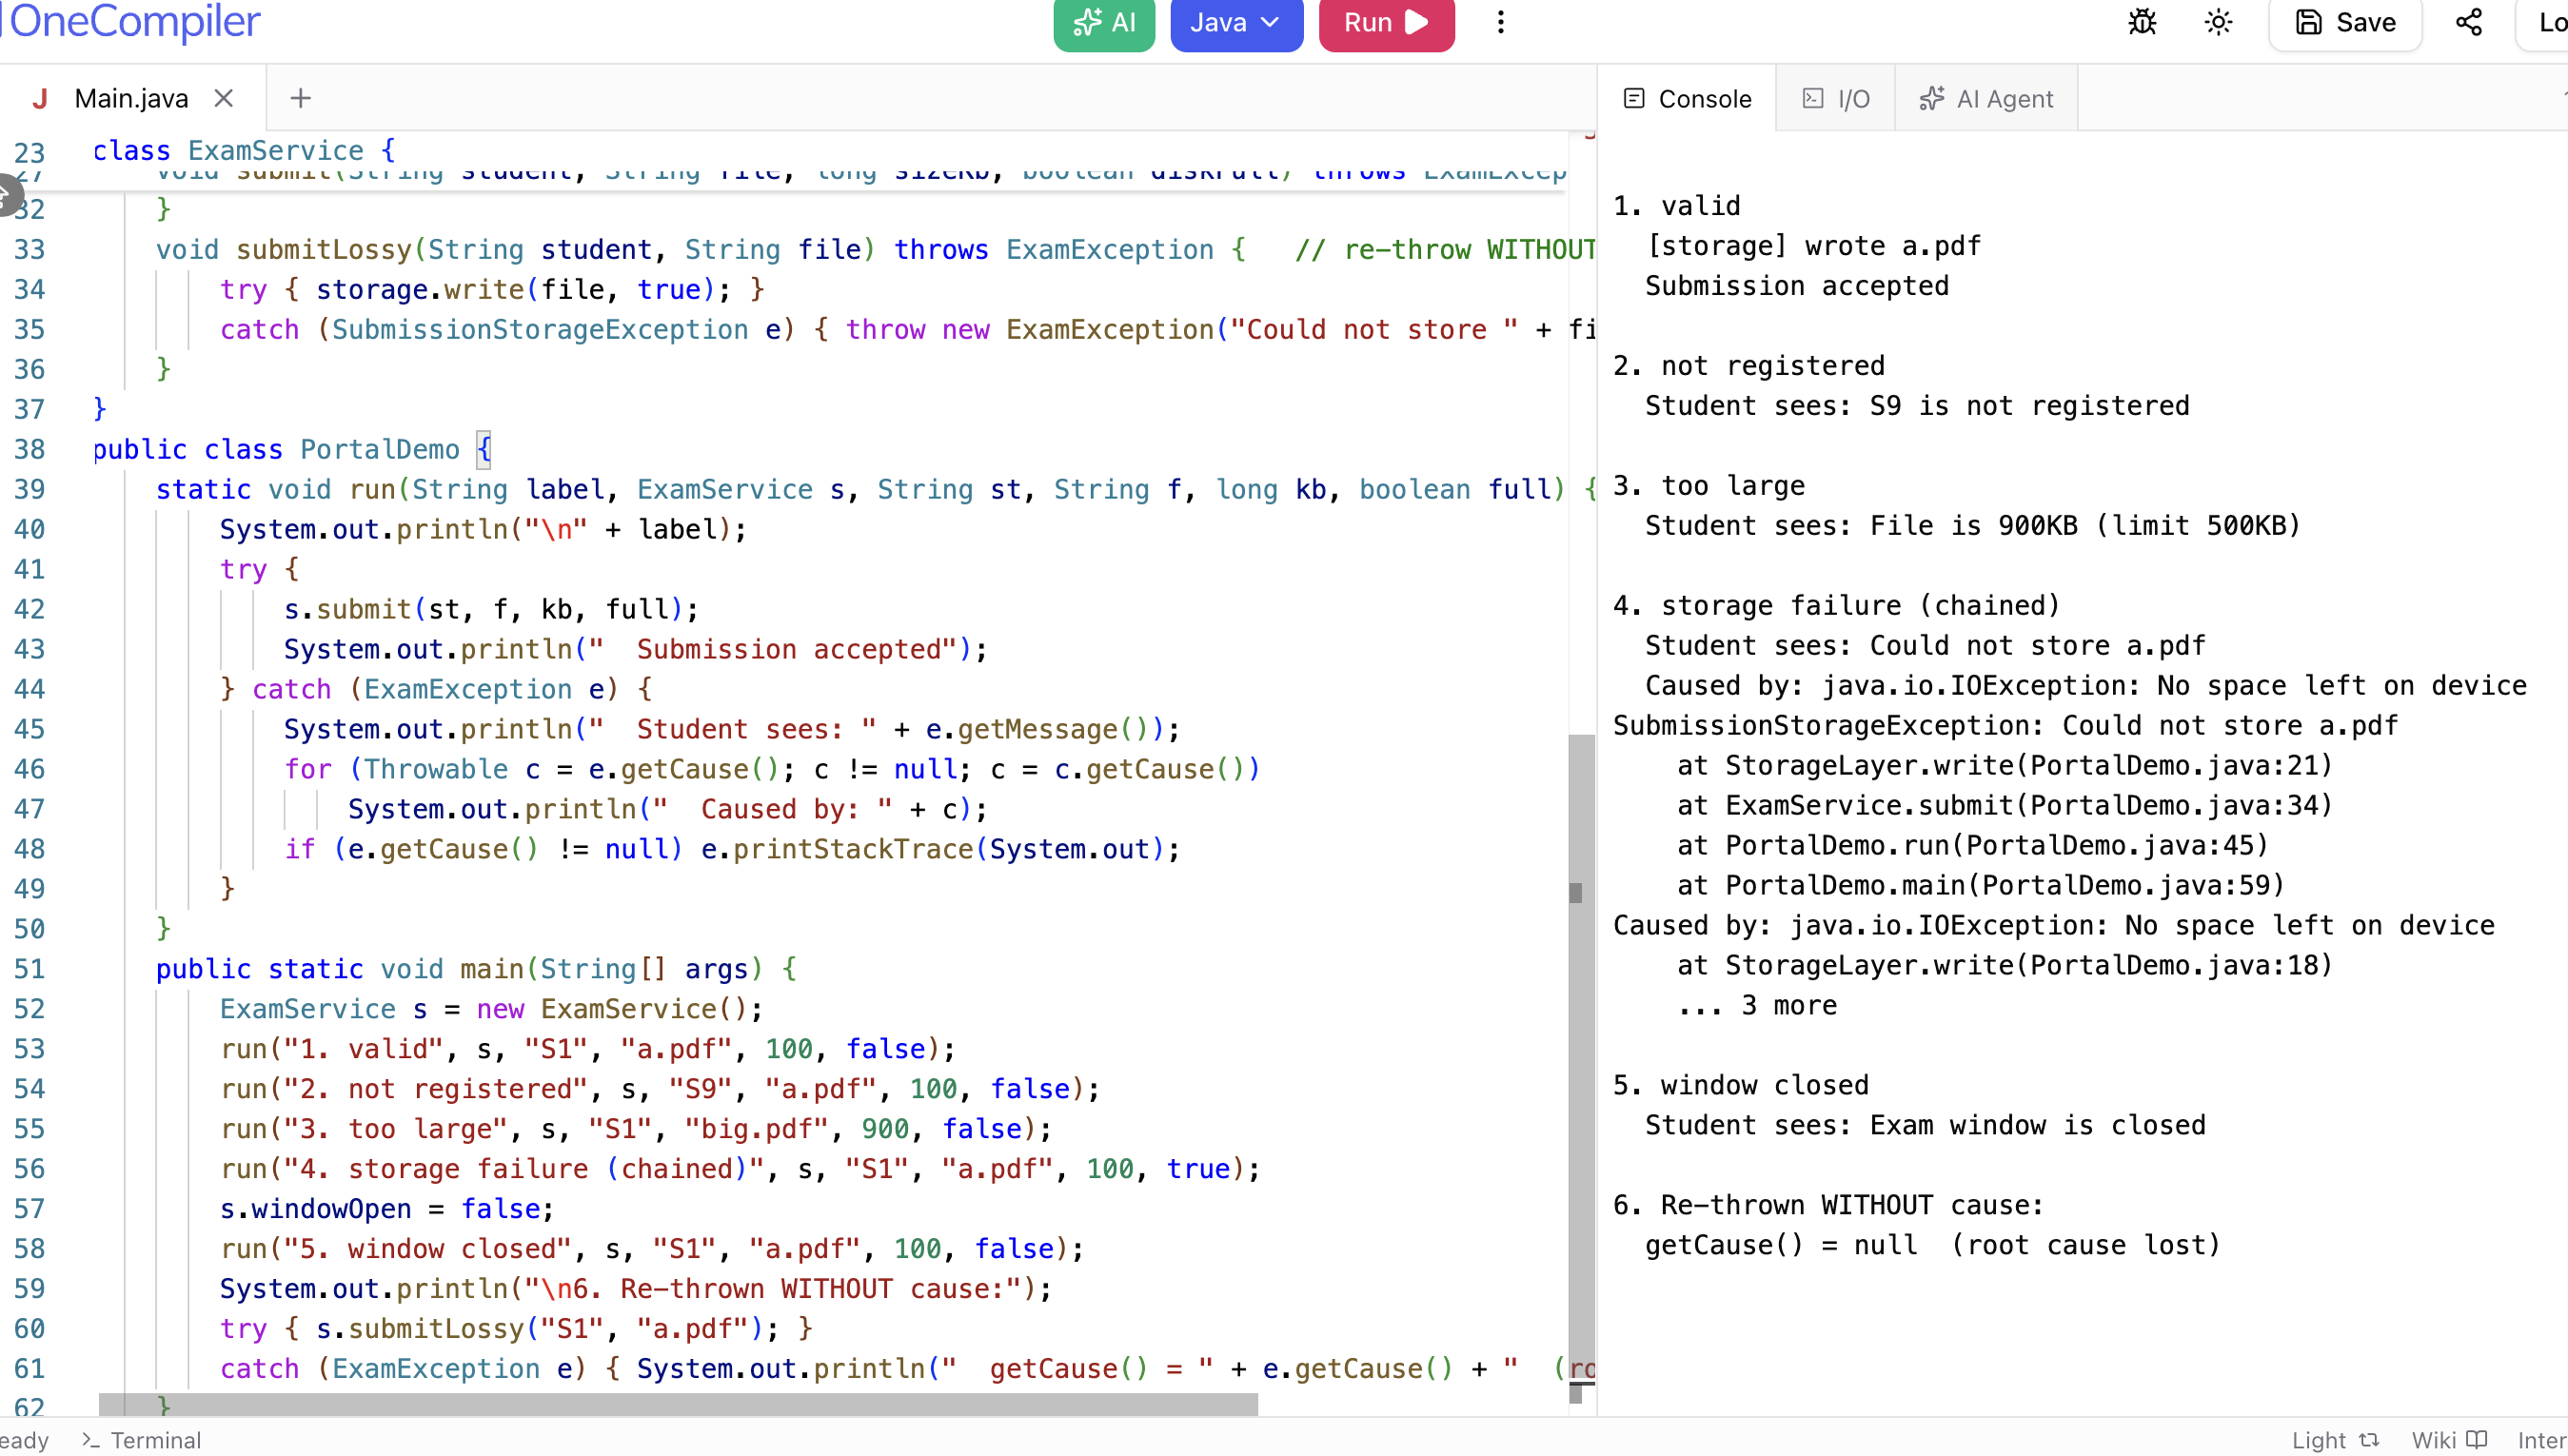 OneCompiler
AI
Java
Run
Save
Main.java
Console
I/O
AI Agent
23 class ExamService {
27 void submit(String student, String file, long sizeKb, boolean diskFull) throws ExamExcep
32 }
33 void submitLossy(String student, String file) throws ExamException { // re-throw WITHOUT
34 try { storage.write(file, true); }
35 catch (SubmissionStorageException e) { throw new ExamException("Could not store " + fi
36 }
37 }
38 public class PortalDemo {
39 static void run(String label, ExamService s, String st, String f, long kb, boolean full) {
40 System.out.println("\n" + label);
41 try {
42 s.submit(st, f, kb, full);
43 System.out.println("  Submission accepted");
44 } catch (ExamException e) {
45 System.out.println("  Student sees: " + e.getMessage());
46 for (Throwable c = e.getCause(); c != null; c = c.getCause())
47 System.out.println("  Caused by: " + c);
48 if (e.getCause() != null) e.printStackTrace(System.out);
49 }
50 }
51 public static void main(String[] args) {
52 ExamService s = new ExamService();
53 run("1. valid", s, "S1", "a.pdf", 100, false);
54 run("2. not registered", s, "S9", "a.pdf", 100, false);
55 run("3. too large", s, "S1", "big.pdf", 900, false);
56 run("4. storage failure (chained)", s, "S1", "a.pdf", 100, true);
57 s.windowOpen = false;
58 run("5. window closed", s, "S1", "a.pdf", 100, false);
59 System.out.println("\n6. Re-thrown WITHOUT cause:");
60 try { s.submitLossy("S1", "a.pdf"); }
61 catch (ExamException e) { System.out.println("  getCause() = " + e.getCause() + "  (ro
62 }
1. valid
[storage] wrote a.pdf
Submission accepted
2. not registered
Student sees: S9 is not registered
3. too large
Student sees: File is 900KB (limit 500KB)
4. storage failure (chained)
Student sees: Could not store a.pdf
Caused by: java.io.IOException: No space left on device
SubmissionStorageException: Could not store a.pdf
at StorageLayer.write(PortalDemo.java:21)
at ExamService.submit(PortalDemo.java:34)
at PortalDemo.run(PortalDemo.java:45)
at PortalDemo.main(PortalDemo.java:59)
Caused by: java.io.IOException: No space left on device
at StorageLayer.write(PortalDemo.java:18)
... 3 more
5. window closed
Student sees: Exam window is closed
6. Re-thrown WITHOUT cause:
getCause() = null  (root cause lost)
eady
Terminal
Light
Wiki
Inter